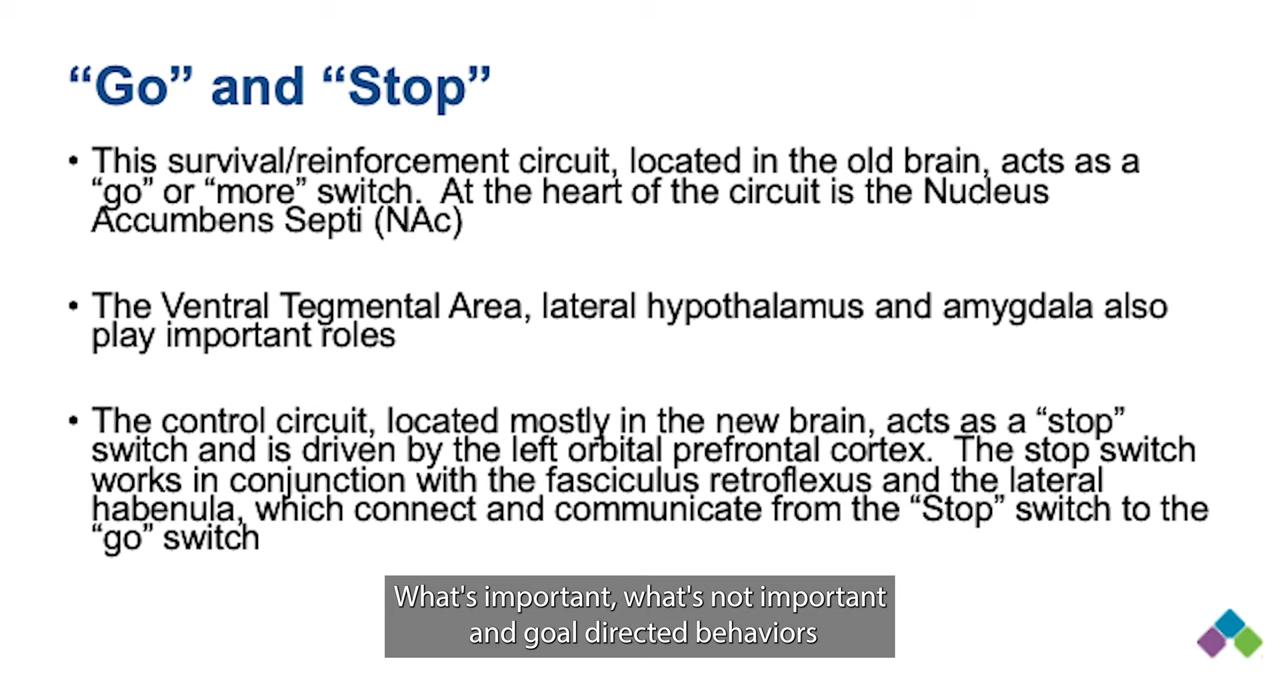 “Go” and “Stop”
• This survival/reinforcement circuit, located in the old brain, acts as a
“go” or “more” switch.  At the heart of the circuit is the Nucleus
Accumbens Septi (NAc)
• The Ventral Tegmental Area, lateral hypothalamus and amygdala also
play important roles
• The control circuit, located mostly in the new brain, acts as a “stop”
switch and is driven by the left orbital prefrontal cortex.  The stop switch
works in conjunction with the fasciculus retroflexus and the lateral
habenula, which connect and communicate from the “Stop” switch to the
“go” switch
What's important, what's not important
and goal directed behaviors